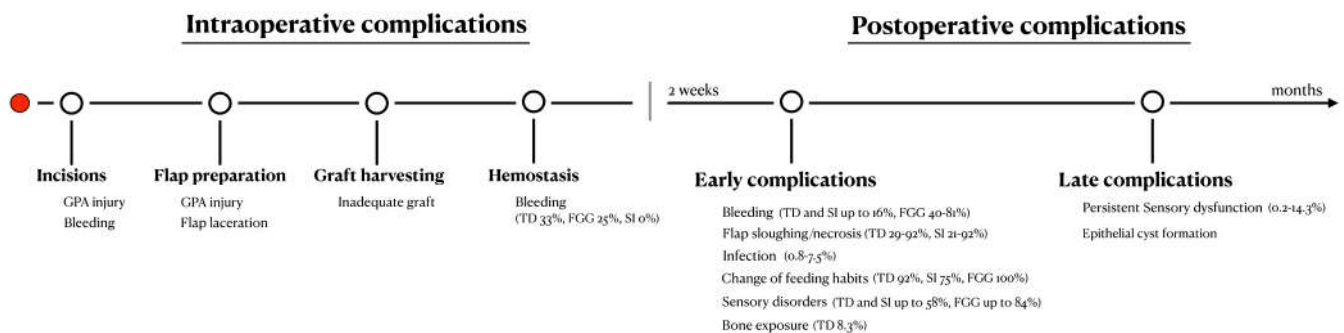 Intraoperative complications
Postoperative complications
2 weeks
months
Incisions
GPA injury
Bleeding
Flap preparation
GPA injury
Flap laceration
Graft harvesting
Inadequate graft
Hemostasis
Bleeding
(TD 33%, FGG 25%, SI 0%)
Early complications
Bleeding (TD and SI up to 16%, FGG 40-81%)
Flap sloughing/necrosis (TD 29-92%, SI 21-92%)
Infection (0.8-7.5%)
Change of feeding habits (TD 92%, SI 75%, FGG 100%)
Sensory disorders (TD and SI up to 58%, FGG up to 84%)
Bone exposure (TD 8.3%)
Late complications
Persistent Sensory dysfunction (0.2-14.3%)
Epithelial cyst formation